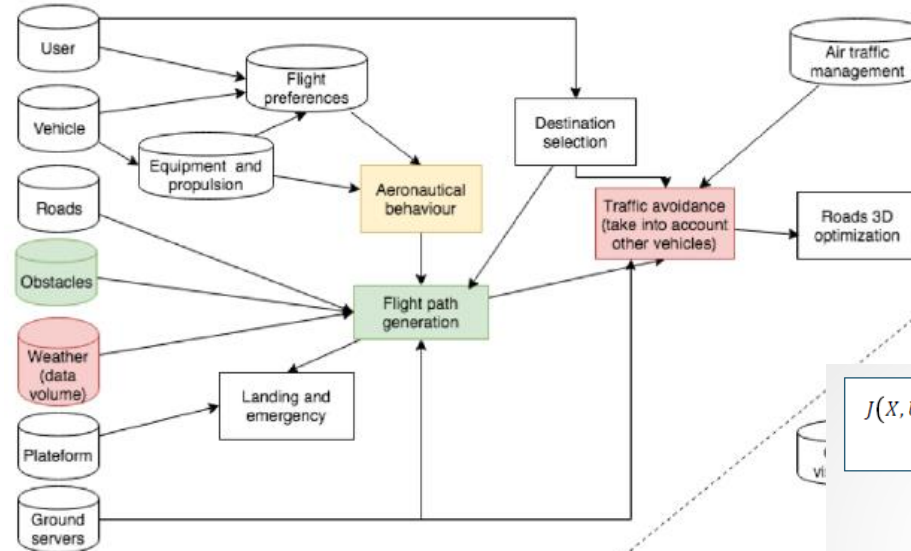 User
Flight
preferences
Air traffic
management
Vehicle
Destination
selection
Equipment and
propulsion
Roads
Aeronautical
behaviour
Traffic avoidance
(take into account
other vehicles)
Roads 3D
optimization
Obstacles
Flight path
generation
Weather
(data
volume)
Landing and
emergency
J(X,
Plateform
Ground
servers